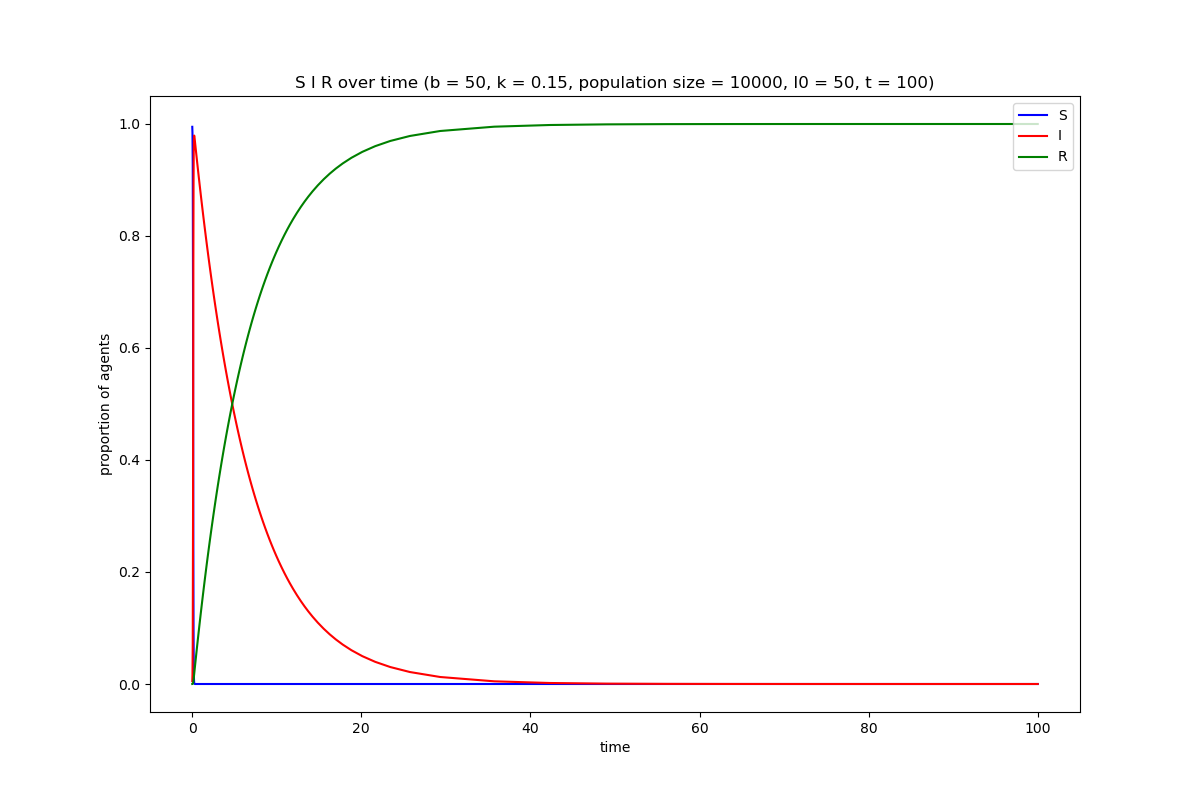 S I R over time (b = 50, k = 0.15, population size = 10000, I0 = 50, t = 100)
S
I
R
1.0
0.8
0.6
0.4
0.2
0.0
proportion of agents
0 20 40 60 80 100
time